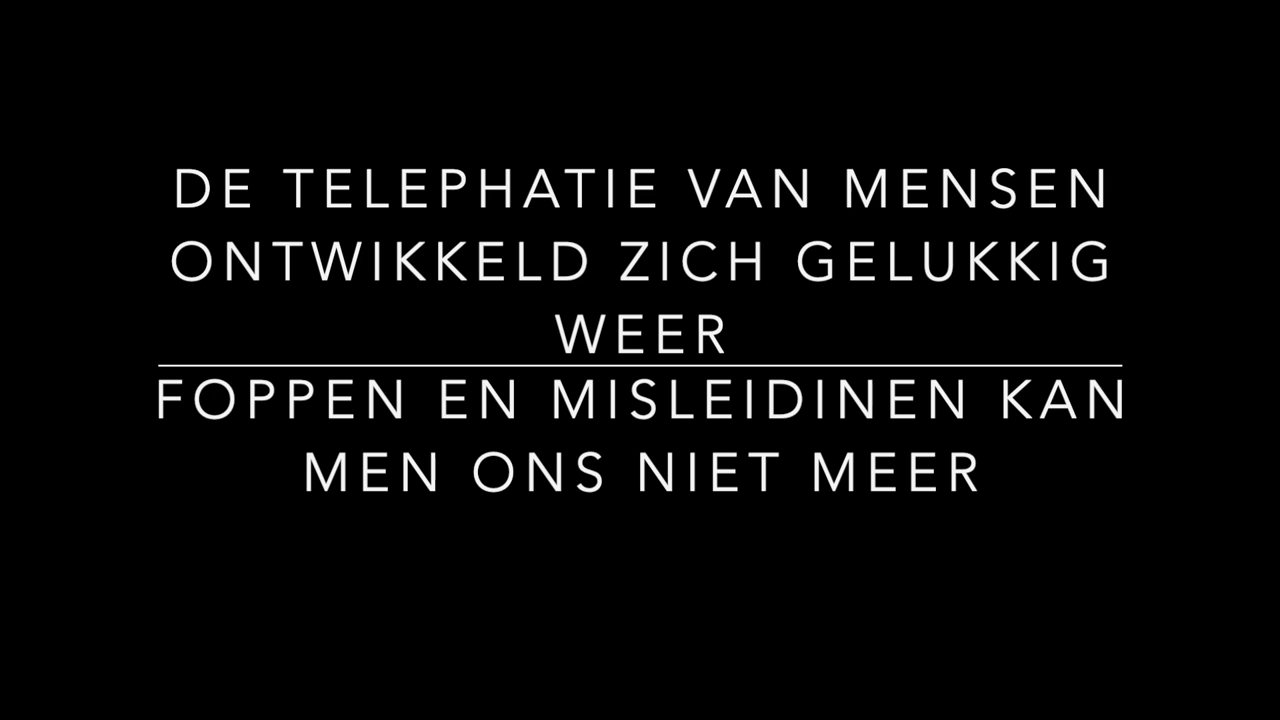 DE TELEPHATIE VAN MENSEN
ONTWIKKELD ZICH GELUKKIG
WEER
FOPPEN EN MISLEIDINEN KAN
MEN ONS NIET MEER